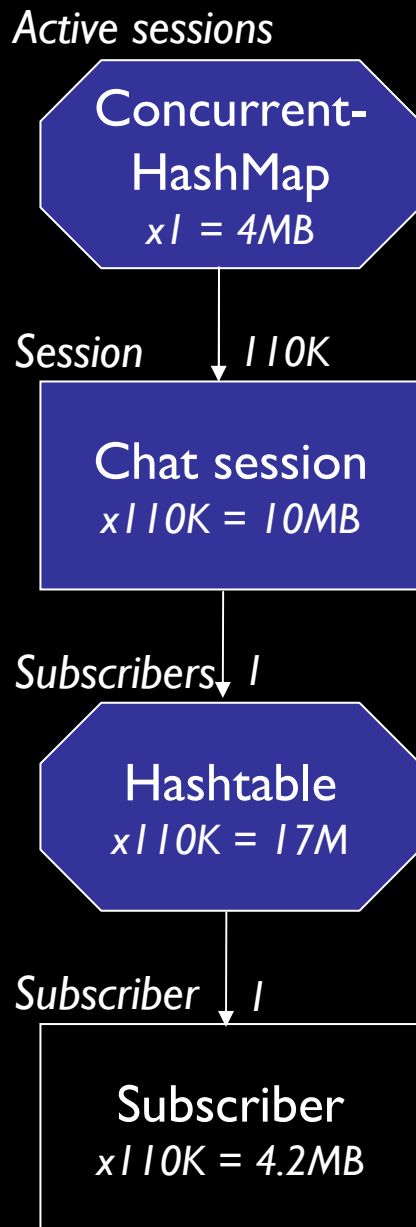 Active sessions
Concurrent-
HashMap
x1 = 4MB
Session 110K
Chat session
x110K = 10MB
Subscribers 1
Hashtable
x110K = 17M
Subscriber 1
Subscriber
x110K = 4.2MB